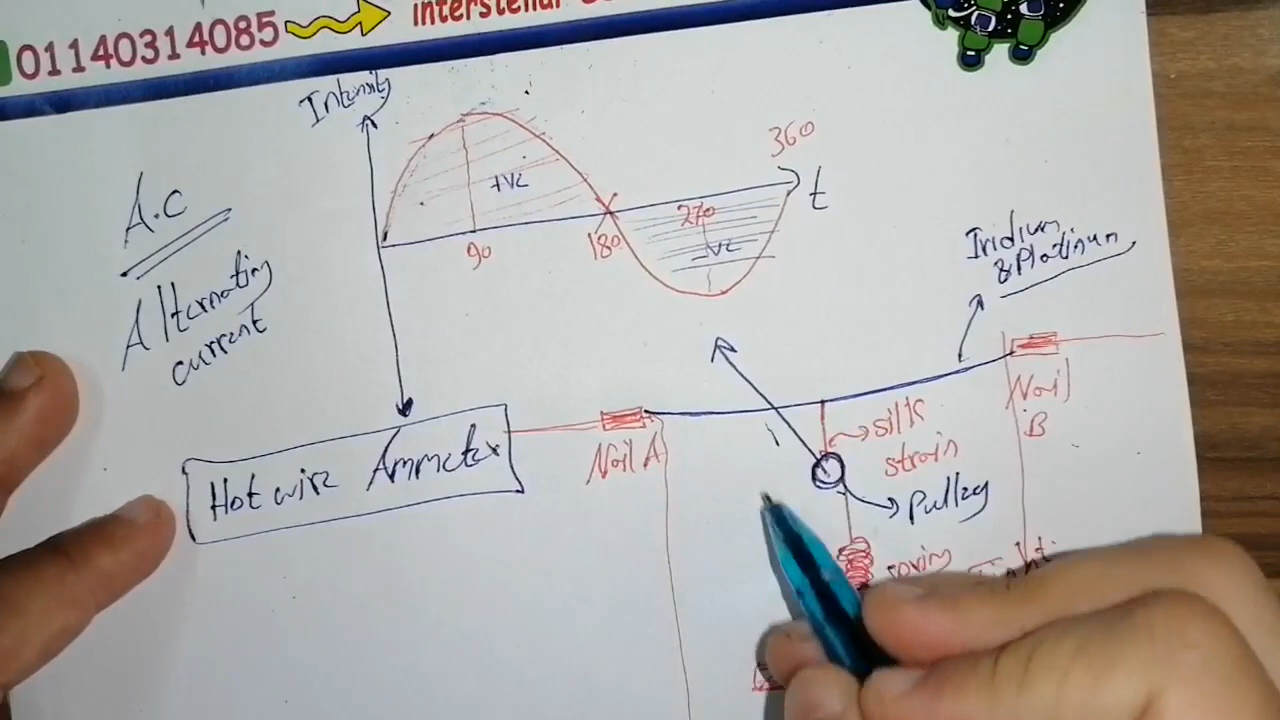 01140314085
interstellar
Intensity
A.C
Alternating
current
+ve
90
180
270
-ve
360
t
Iridium
& Platinum
Hot wire Ammeter
Nail A
Nail
B
silk
strain
Pulley
spring